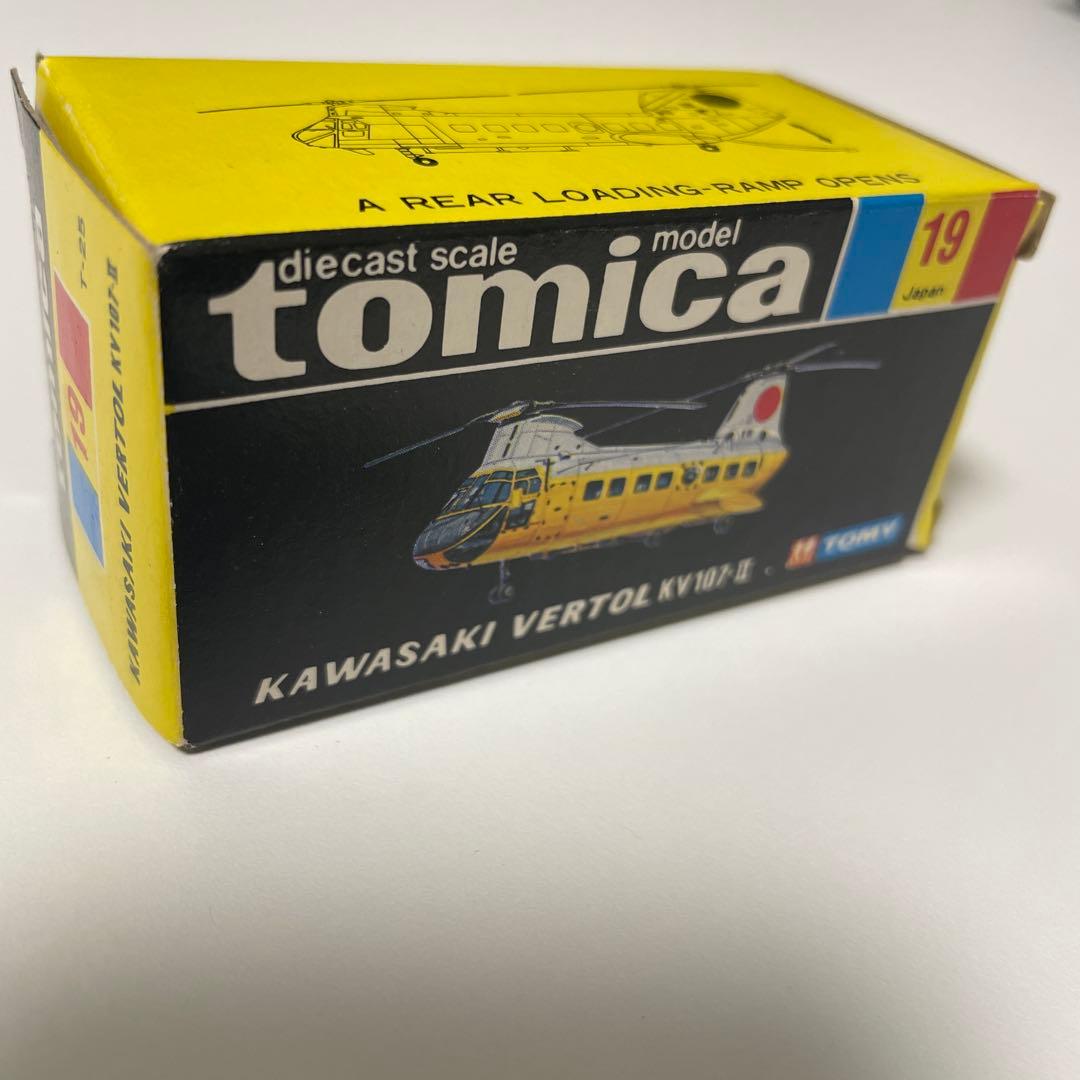 A REAR LOADING-RAMP OPENS
diecast scale model
tomica
19
Japan
KAWASAKI VERTOL KV107-II
TOMY
T-25
19
KAWASAKI VERTOL KV107-II